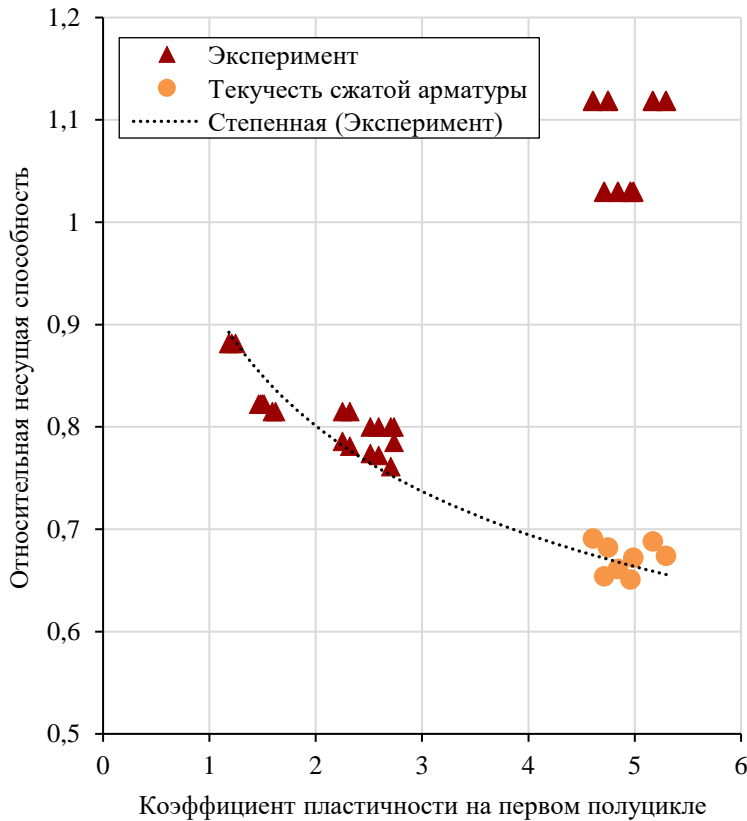 1,2
1,1
1
0,9
0,8
0,7
0,6
0,5
Относительная несущая способность
Эксперимент
Текучесть сжатой арматуры
Степенная (Эксперимент)
0 1 2 3 4 5 6
Коэффициент пластичности на первом полуцикле